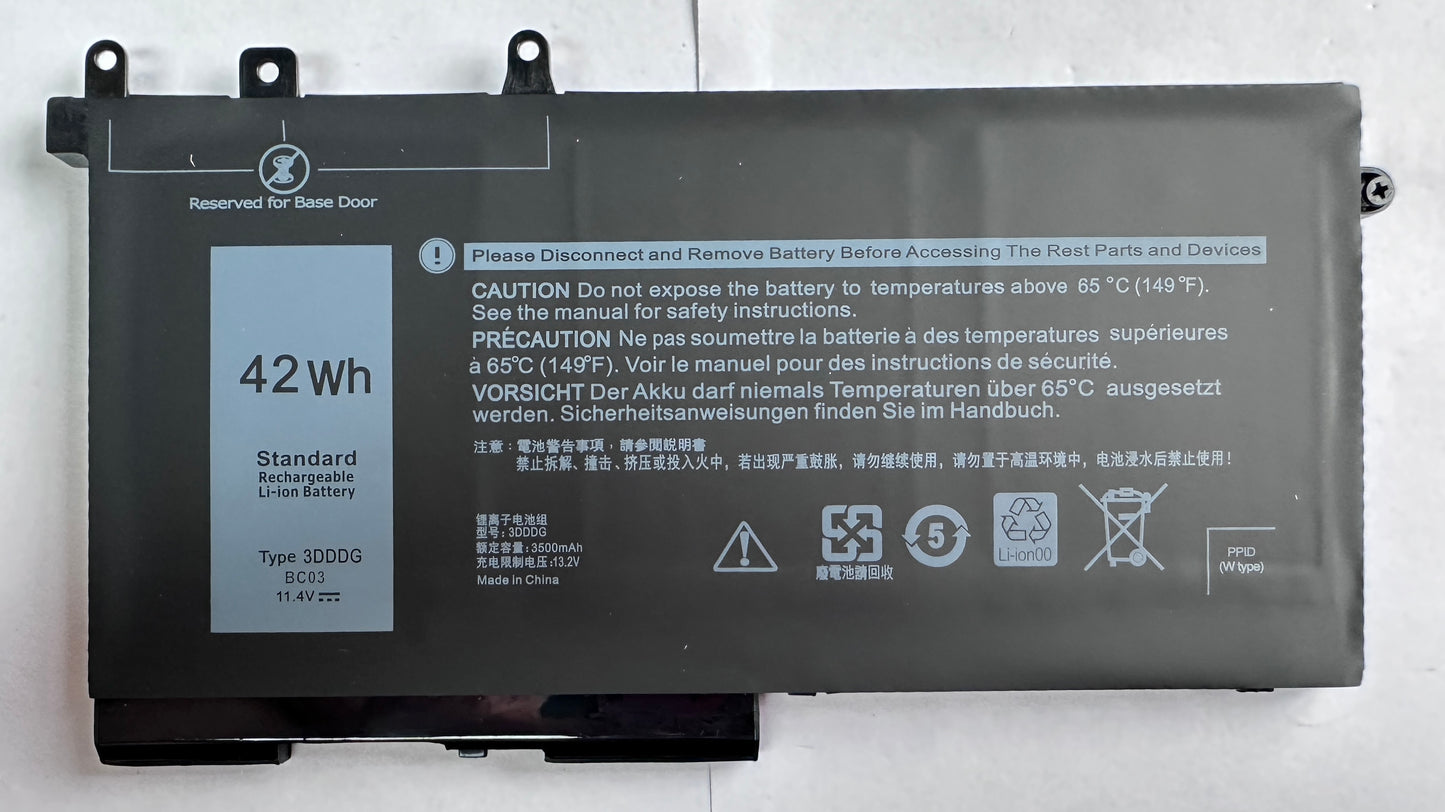 Reserved for Base Door
! Please Disconnect and Remove Battery Before Accessing The Rest Parts and Devices
CAUTION Do not expose the battery to temperatures above 65 °C (149 °F).
See the manual for safety instructions.
PRÉCAUTION Ne pas soumettre la batterie à des temperatures supérieures
à 65°C (149°F). Voir le manuel pour des instructions de sécurité.
VORSICHT Der Akku darf niemals Temperaturen über 65°C ausgesetzt
werden. Sicherheitsanweisungen finden Sie im Handbuch.
注意：電池警告事項，請參閱說明書
禁止拆解、撞击、挤压或投入火中，若出现严重鼓胀，请勿继续使用，请勿置于高温环境中，电池浸水后禁止使用！
42 Wh
Standard
Rechargeable
Li-ion Battery
Type 3DDDG
BC03
11.4V
锂离子电池组
型号：3DDDG
额定容量：3500mAh
充电限制电压：13.2V
Made in China
廢電池請回收
5
Li-ion00
PPID
(W type)